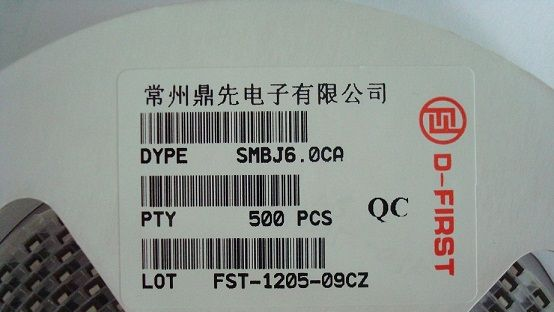 常州鼎先电子有限公司
DYPE SMBJ6.0CA
PTY 500 PCS
QC
LOT FST-1205-09CZ
D-FIRST